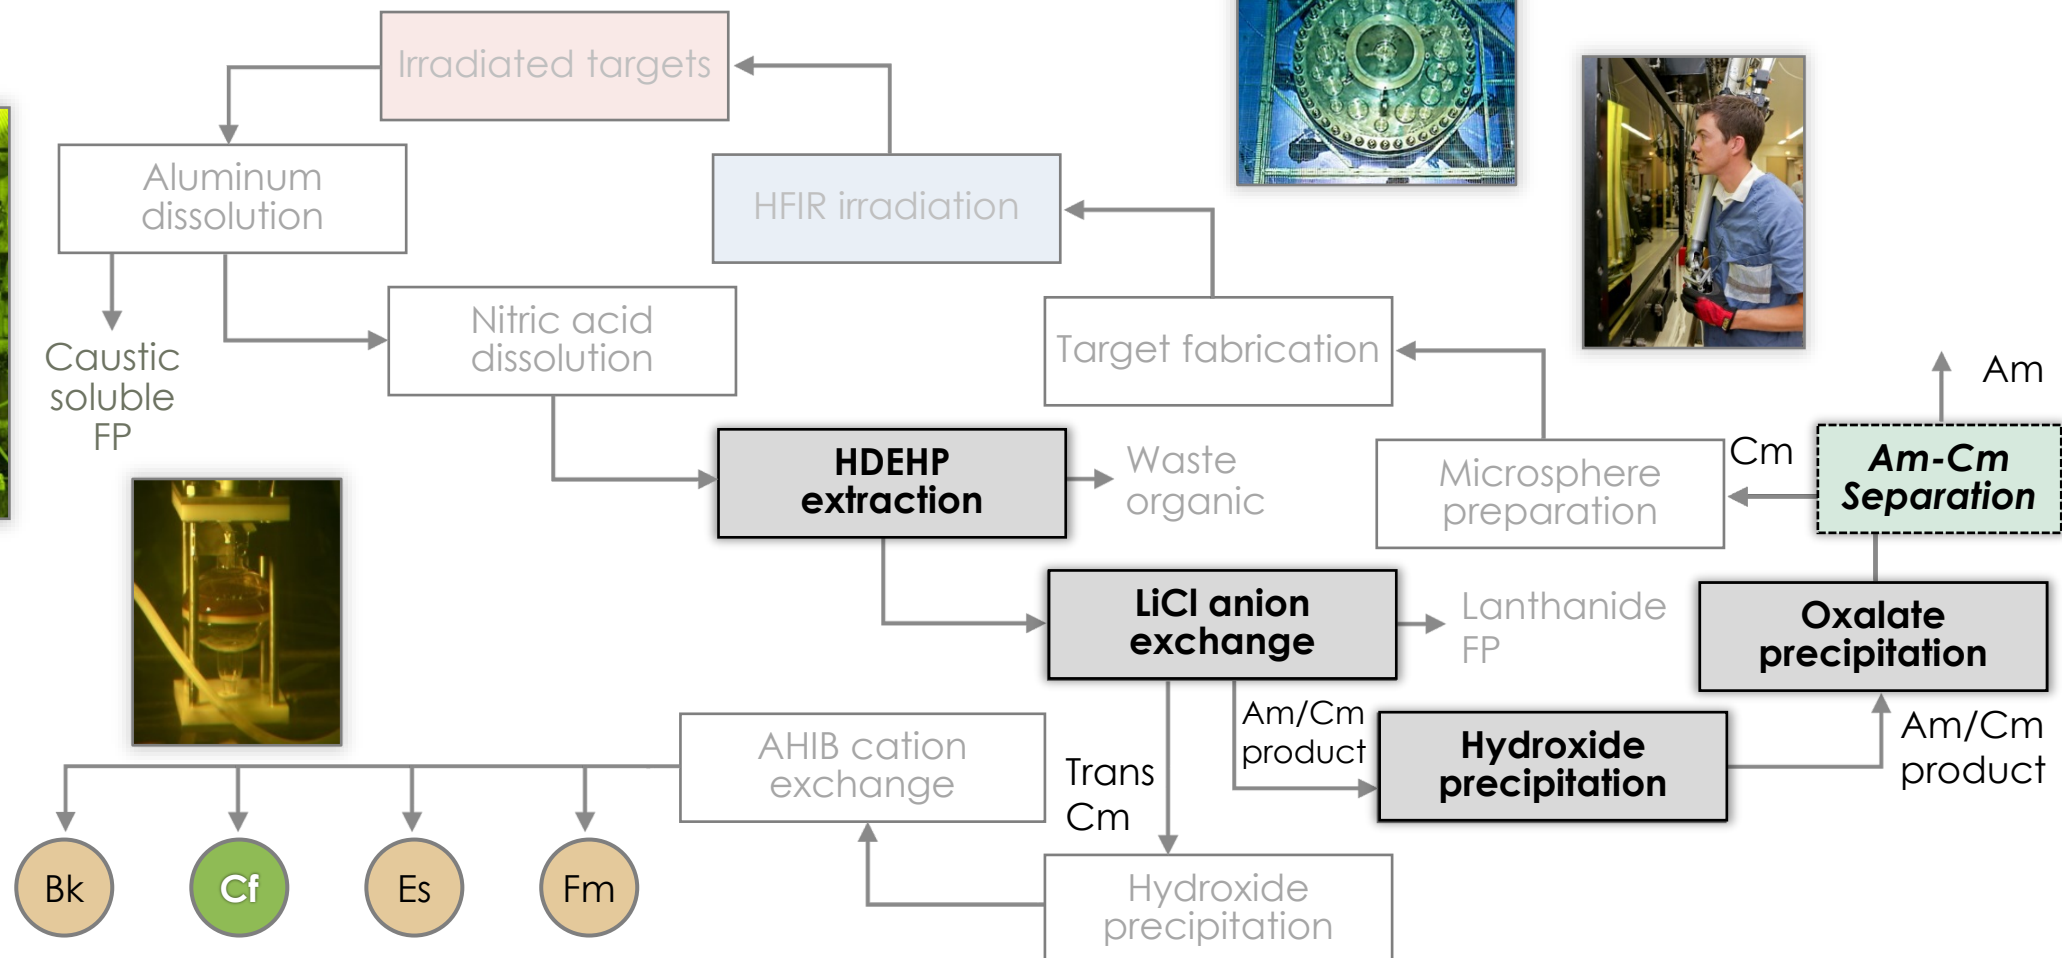 Irradiated targets
Aluminum
dissolution
HFIR irradiation
Caustic
soluble
FP
Nitric acid
dissolution
Target fabrication
Am
HDEHP
extraction
Waste
organic
Microsphere
preparation
Cm
Am-Cm
Separation
LiCl anion
exchange
Lanthanide
FP
Oxalate
precipitation
AHIB cation
exchange
Trans
Cm
Am/Cm
product
Hydroxide
precipitation
Am/Cm
product
Bk
Cf
Es
Fm
Hydroxide
precipitation